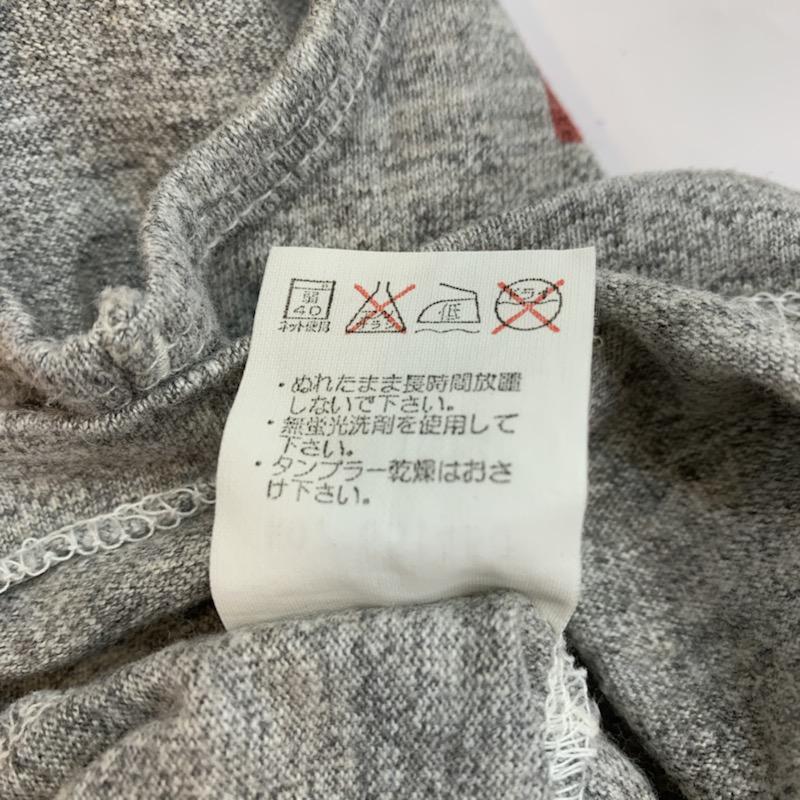 弱
40
ネット使用
エンソ
サラシ
低
ドライ
・ぬれたまま長時間放置
しないで下さい。
・無蛍光洗剤を使用して
下さい。
・タンブラー乾燥はおさ
け下さい。